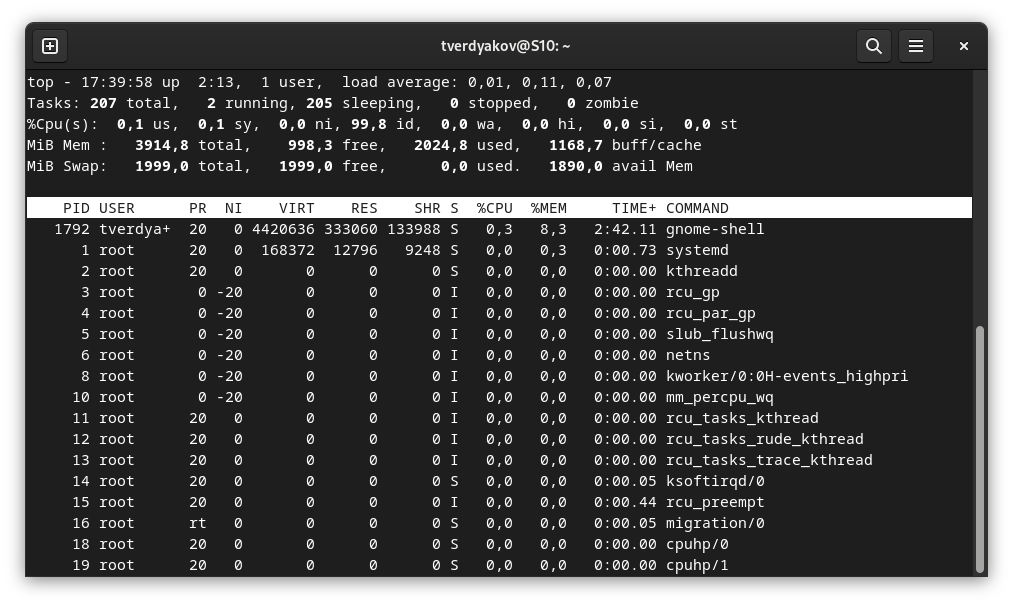 tverdyakov@S10: ~
top - 17:39:58 up  2:13,  1 user,  load average: 0,01, 0,11, 0,07
Tasks: 207 total,   2 running, 205 sleeping,   0 stopped,   0 zombie
%Cpu(s):  0,1 us,  0,1 sy,  0,0 ni, 99,8 id,  0,0 wa,  0,0 hi,  0,0 si,  0,0 st
MiB Mem :   3914,8 total,    998,3 free,   2024,8 used,   1168,7 buff/cache
MiB Swap:   1999,0 total,   1999,0 free,      0,0 used.   1890,0 avail Mem
    PID USER      PR  NI    VIRT    RES    SHR S  %CPU  %MEM     TIME+ COMMAND
   1792 tverdya+  20   0 4420636 333060 133988 S   0,3   8,3   2:42.11 gnome-shell
      1 root      20   0  168372  12796   9248 S   0,0   0,3   0:00.73 systemd
      2 root      20   0       0      0      0 S   0,0   0,0   0:00.00 kthreadd
      3 root       0 -20       0      0      0 I   0,0   0,0   0:00.00 rcu_gp
      4 root       0 -20       0      0      0 I   0,0   0,0   0:00.00 rcu_par_gp
      5 root       0 -20       0      0      0 I   0,0   0,0   0:00.00 slub_flushwq
      6 root       0 -20       0      0      0 I   0,0   0,0   0:00.00 netns
      8 root       0 -20       0      0      0 I   0,0   0,0   0:00.00 kworker/0:0H-events_highpri
     10 root       0 -20       0      0      0 I   0,0   0,0   0:00.00 mm_percpu_wq
     11 root      20   0       0      0      0 I   0,0   0,0   0:00.00 rcu_tasks_kthread
     12 root      20   0       0      0      0 I   0,0   0,0   0:00.00 rcu_tasks_rude_kthread
     13 root      20   0       0      0      0 I   0,0   0,0   0:00.00 rcu_tasks_trace_kthread
     14 root      20   0       0      0      0 S   0,0   0,0   0:00.05 ksoftirqd/0
     15 root      20   0       0      0      0 I   0,0   0,0   0:00.44 rcu_preempt
     16 root      rt   0       0      0      0 S   0,0   0,0   0:00.05 migration/0
     18 root      20   0       0      0      0 S   0,0   0,0   0:00.00 cpuhp/0
     19 root      20   0       0      0      0 S   0,0   0,0   0:00.00 cpuhp/1